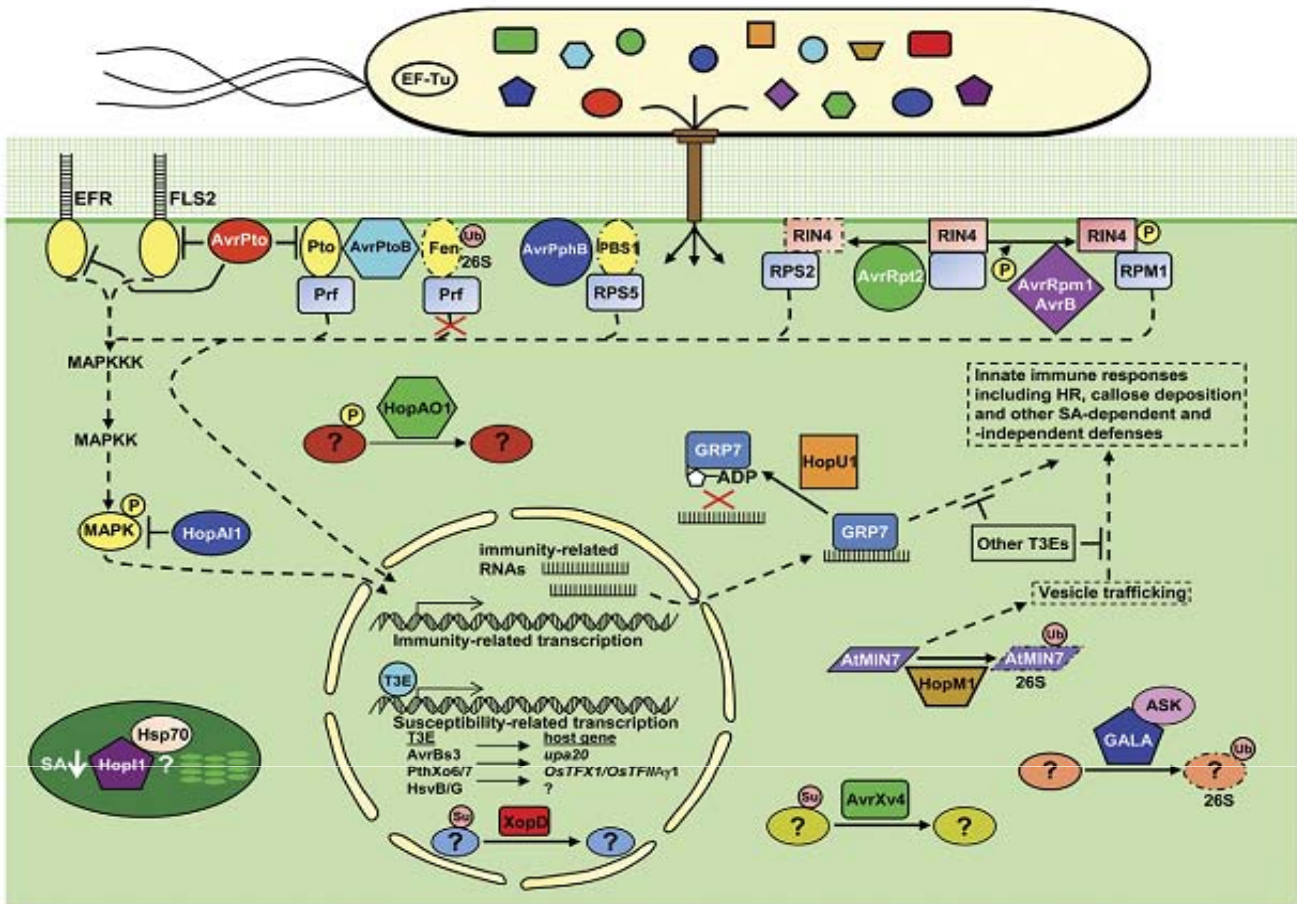 EF-Tu
EFR
FLS2
AvrPto
Pto
AvrPtoB
Fen
Ub
26S
Prf
Prf
AvrPphB
PBS1
RPS5
RIN4
RPS2
AvrRpt2
RIN4
P
AvrRpm1
AvrB
RIN4
P
RPM1
MAPKKK
MAPKK
MAPK
P
HopAI1
P
?
HopAO1
?
Innate immune responses
including HR, callose deposition
and other SA-dependent and
-independent defenses
GRP7
ADP
HopU1
GRP7
Other T3Es
Vesicle trafficking
immunity-related
RNAs
Immunity-related transcription
T3E
Susceptibility-related transcription
T3E host gene
AvrBs3 upa20
PthXo6/7 OsTFX1/OsTFIIAγ1
HsvB/G ?
Su
?
XopD
?
AtMIN7
HopM1
Ub
AtMIN7
26S
SA
HopI1
Hsp70
?
ASK
GALA
?
Ub
?
26S
Su
?
AvrXv4
?